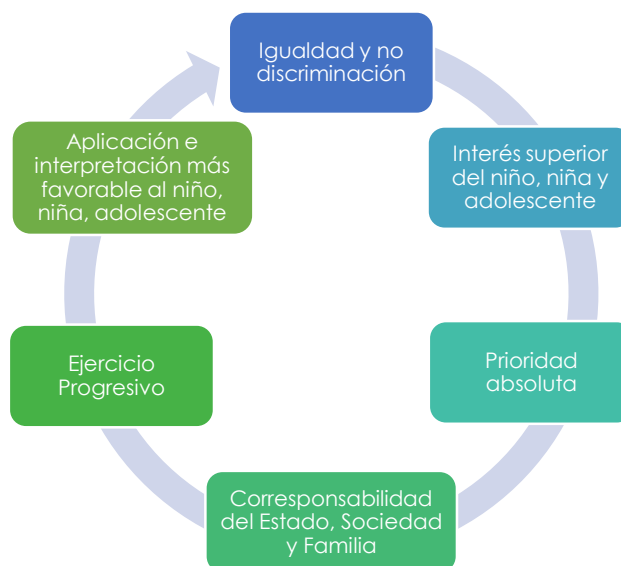 Igualdad y no
discriminación
Interés superior
del niño, niña y
adolescente
Prioridad
absoluta
Corresponsabilidad
del Estado, Sociedad
y Familia
Ejercicio
Progresivo
Aplicación e
interpretación más
favorable al niño,
niña, adolescente